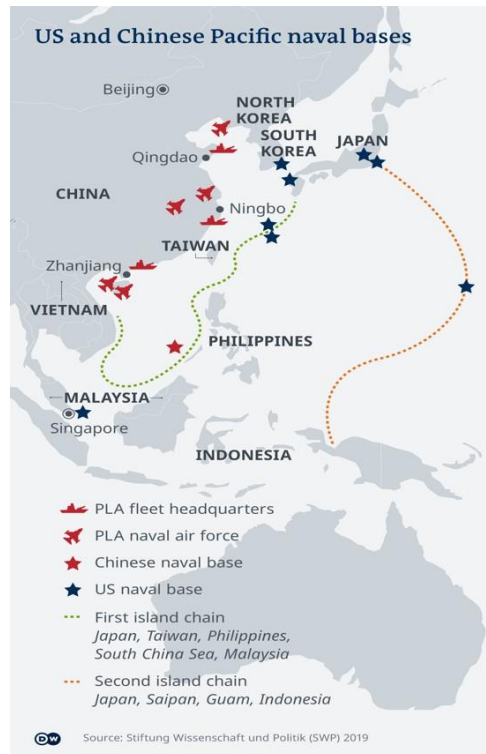 US and Chinese Pacific naval bases
Beijing
NORTH
KOREA
SOUTH
KOREA
JAPAN
Qingdao
CHINA
Ningbo
TAIWAN
Zhanjiang
VIETNAM
PHILIPPINES
MALAYSIA
Singapore
INDONESIA
PLA fleet headquarters
PLA naval air force
Chinese naval base
US naval base
First island chain
Japan, Taiwan, Philippines,
South China Sea, Malaysia
Second island chain
Japan, Saipan, Guam, Indonesia
DW Source: Stiftung Wissenschaft und Politik (SWP) 2019